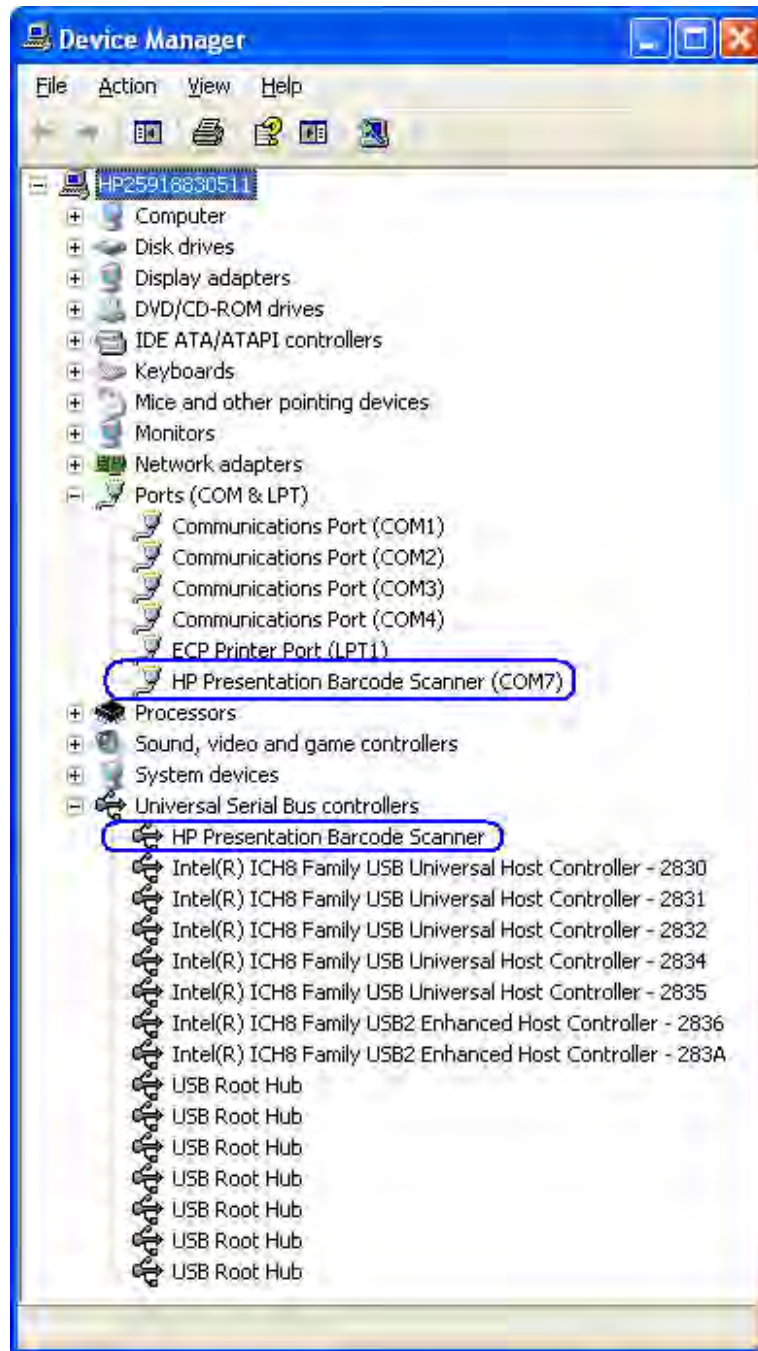 Device Manager
File Action View Help
HP25918830511
Computer
Disk drives
Display adapters
DVD/CD-ROM drives
IDE ATA/ATAPI controllers
Keyboards
Mice and other pointing devices
Monitors
Network adapters
Ports (COM & LPT)
Communications Port (COM1)
Communications Port (COM2)
Communications Port (COM3)
Communications Port (COM4)
ECP Printer Port (LPT1)
HP Presentation Barcode Scanner (COM7)
Processors
Sound, video and game controllers
System devices
Universal Serial Bus controllers
HP Presentation Barcode Scanner
Intel(R) ICH8 Family USB Universal Host Controller - 2830
Intel(R) ICH8 Family USB Universal Host Controller - 2831
Intel(R) ICH8 Family USB Universal Host Controller - 2832
Intel(R) ICH8 Family USB Universal Host Controller - 2834
Intel(R) ICH8 Family USB Universal Host Controller - 2835
Intel(R) ICH8 Family USB2 Enhanced Host Controller - 2836
Intel(R) ICH8 Family USB2 Enhanced Host Controller - 283A
USB Root Hub
USB Root Hub
USB Root Hub
USB Root Hub
USB Root Hub
USB Root Hub
USB Root Hub